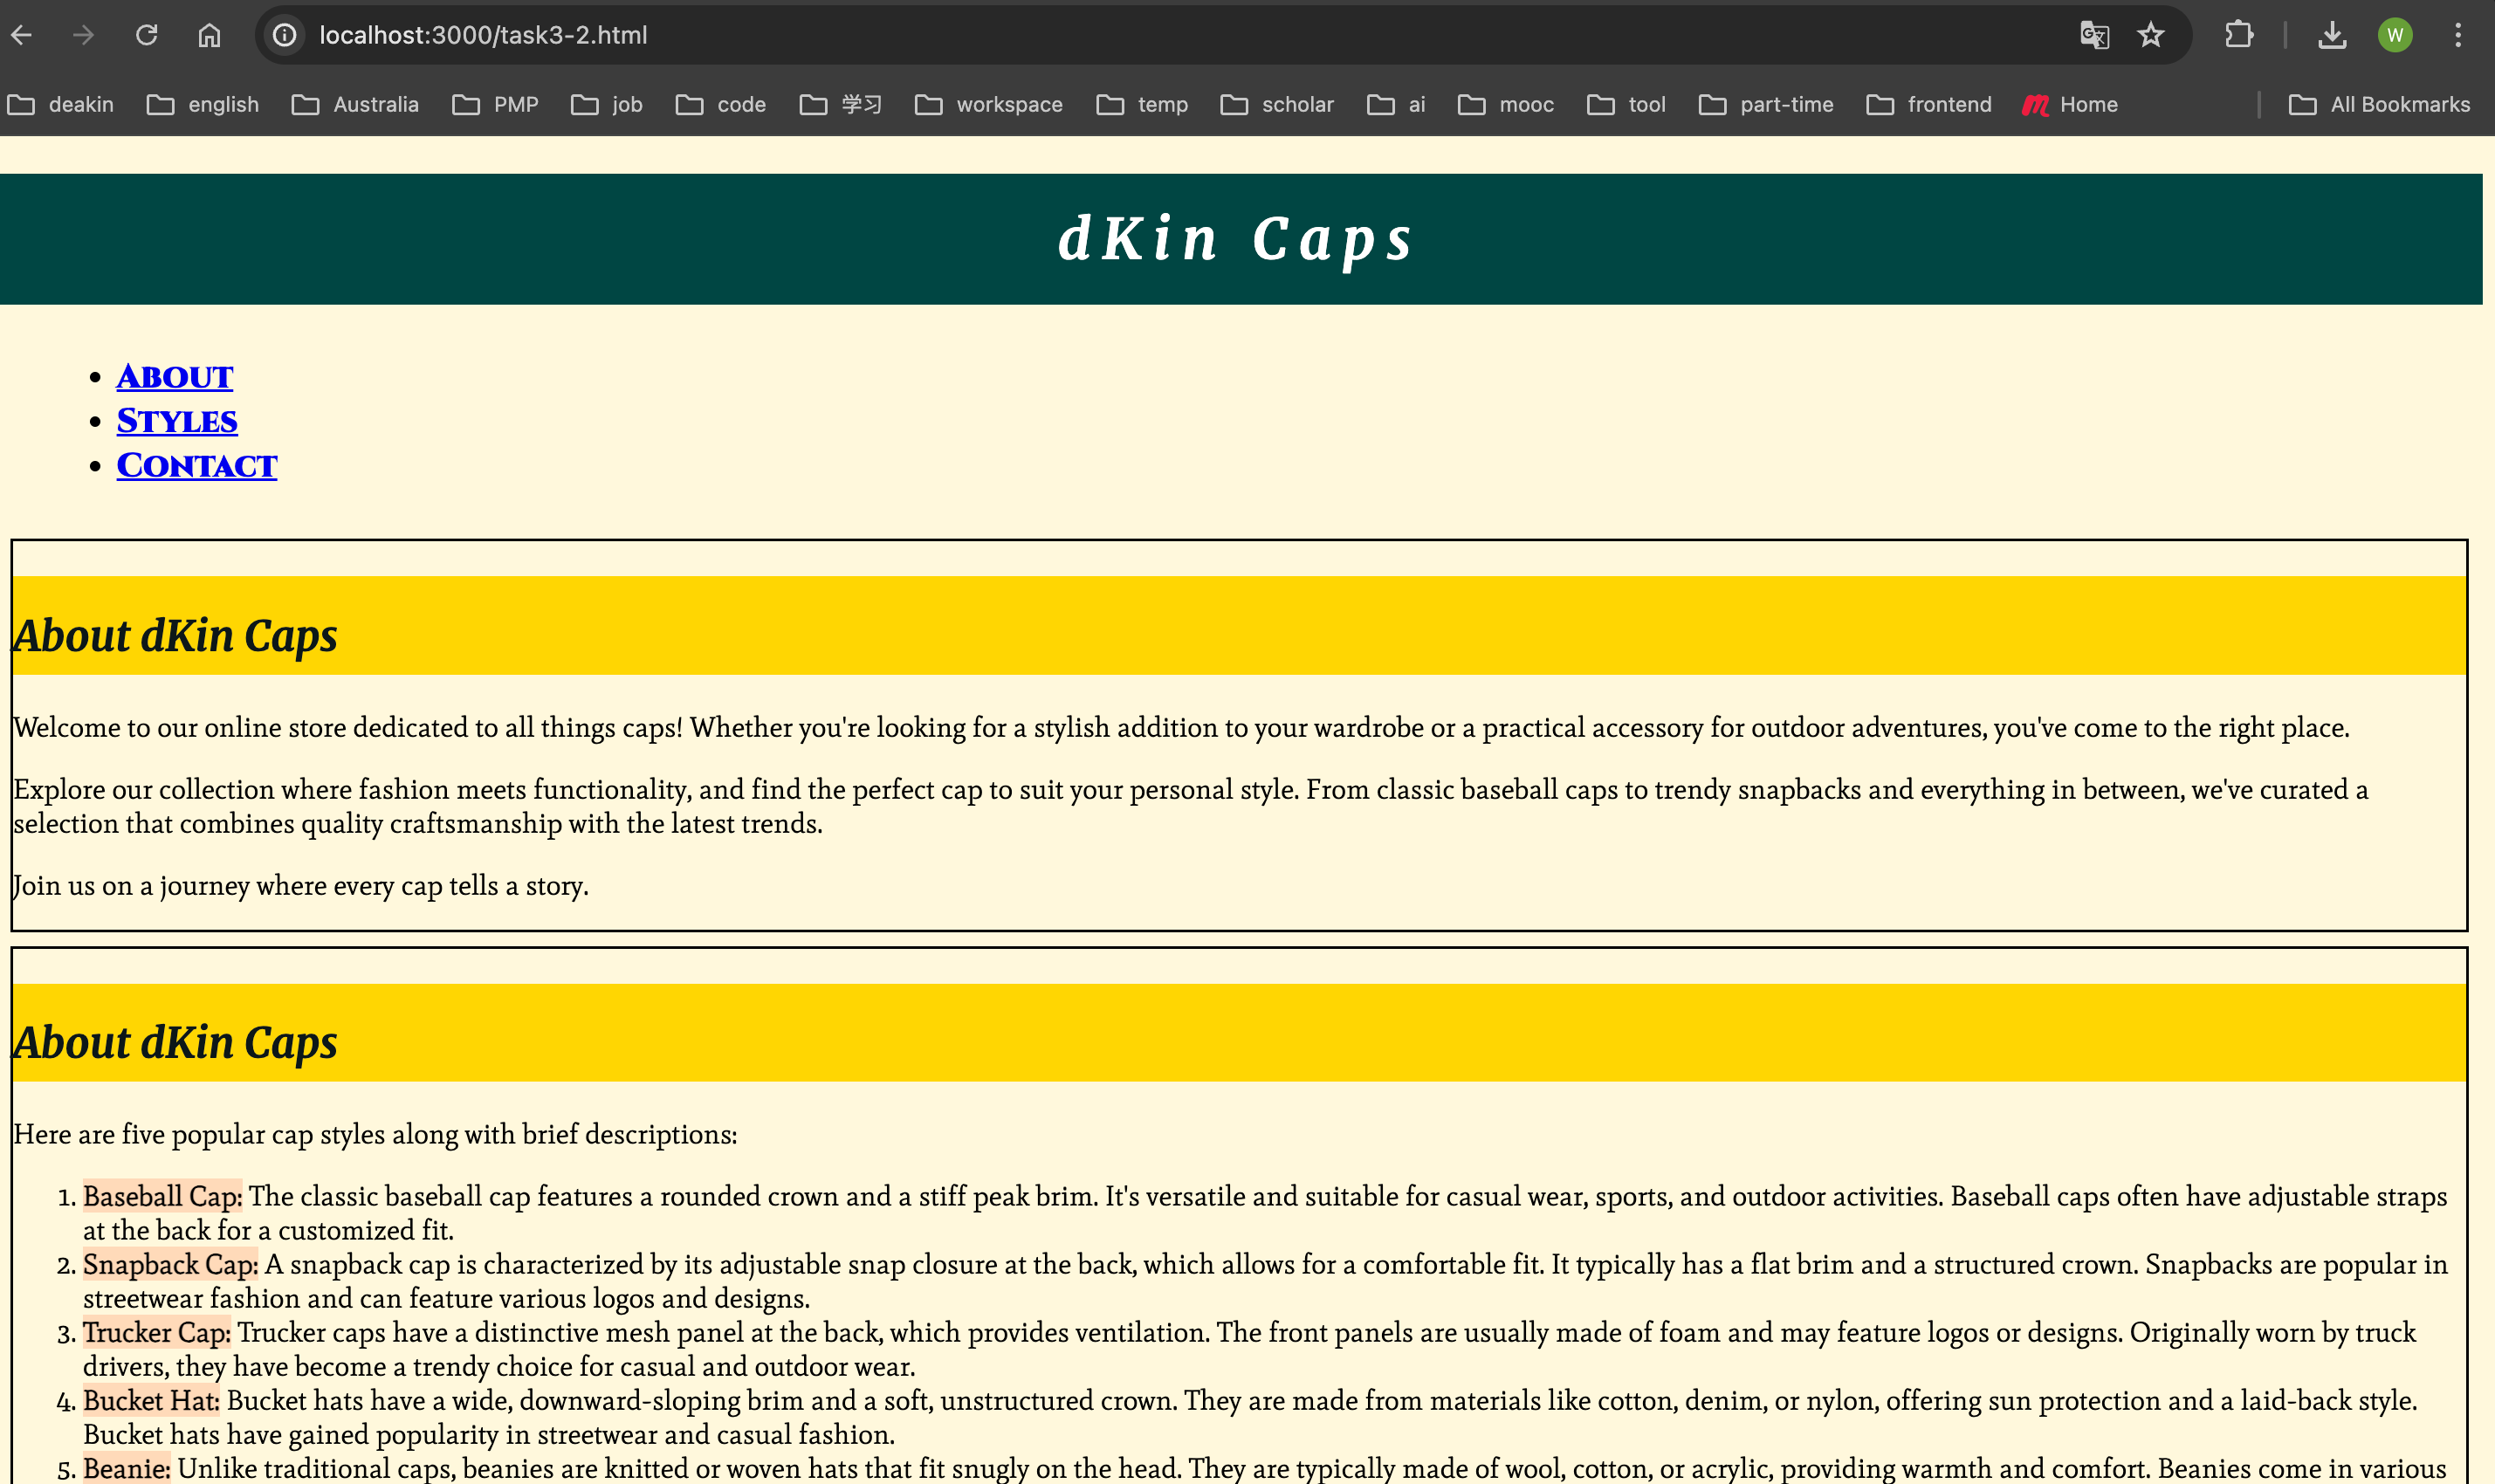 localhost:3000/task3-2.html
W
deakin english Australia PMP job code 学习 workspace temp scholar ai mooc tool part-time frontend Home All Bookmarks
dKin Caps
• About
• Styles
• Contact
About dKin Caps
Welcome to our online store dedicated to all things caps! Whether you're looking for a stylish addition to your wardrobe or a practical accessory for outdoor adventures, you've come to the right place.
Explore our collection where fashion meets functionality, and find the perfect cap to suit your personal style. From classic baseball caps to trendy snapbacks and everything in between, we've curated a
selection that combines quality craftsmanship with the latest trends.
Join us on a journey where every cap tells a story.
About dKin Caps
Here are five popular cap styles along with brief descriptions:
1. Baseball Cap: The classic baseball cap features a rounded crown and a stiff peak brim. It's versatile and suitable for casual wear, sports, and outdoor activities. Baseball caps often have adjustable straps
at the back for a customized fit.
2. Snapback Cap: A snapback cap is characterized by its adjustable snap closure at the back, which allows for a comfortable fit. It typically has a flat brim and a structured crown. Snapbacks are popular in
streetwear fashion and can feature various logos and designs.
3. Trucker Cap: Trucker caps have a distinctive mesh panel at the back, which provides ventilation. The front panels are usually made of foam and may feature logos or designs. Originally worn by truck
drivers, they have become a trendy choice for casual and outdoor wear.
4. Bucket Hat: Bucket hats have a wide, downward-sloping brim and a soft, unstructured crown. They are made from materials like cotton, denim, or nylon, offering sun protection and a laid-back style.
Bucket hats have gained popularity in streetwear and casual fashion.
5. Beanie: Unlike traditional caps, beanies are knitted or woven hats that fit snugly on the head. They are typically made of wool, cotton, or acrylic, providing warmth and comfort. Beanies come in various